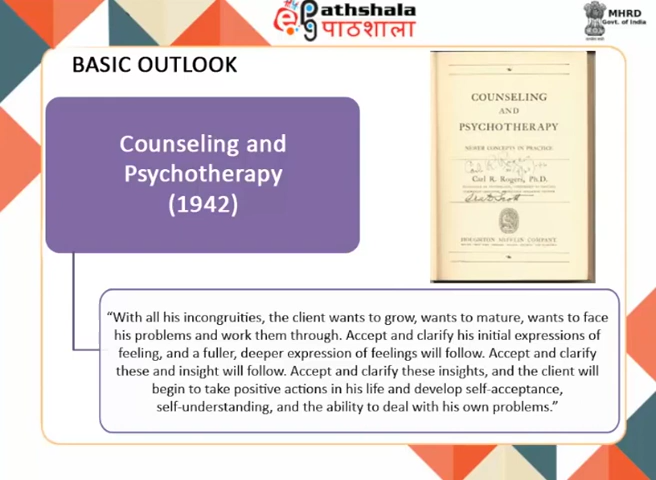 Pathshala
पाठशाला
MHRD
Govt. of India
BASIC OUTLOOK
Counseling and
Psychotherapy
(1942)
COUNSELING
AND
PSYCHOTHERAPY
NEWER CONCEPTS IN PRACTICE
Carl R. Rogers, Ph.D.
HOUGHTON MIFFLIN COMPANY
“With all his incongruities, the client wants to grow, wants to mature, wants to face
his problems and work them through. Accept and clarify his initial expressions of
feeling, and a fuller, deeper expression of feelings will follow. Accept and clarify
these and insight will follow. Accept and clarify these insights, and the client will
begin to take positive actions in his life and develop self-acceptance,
self-understanding, and the ability to deal with his own problems.”